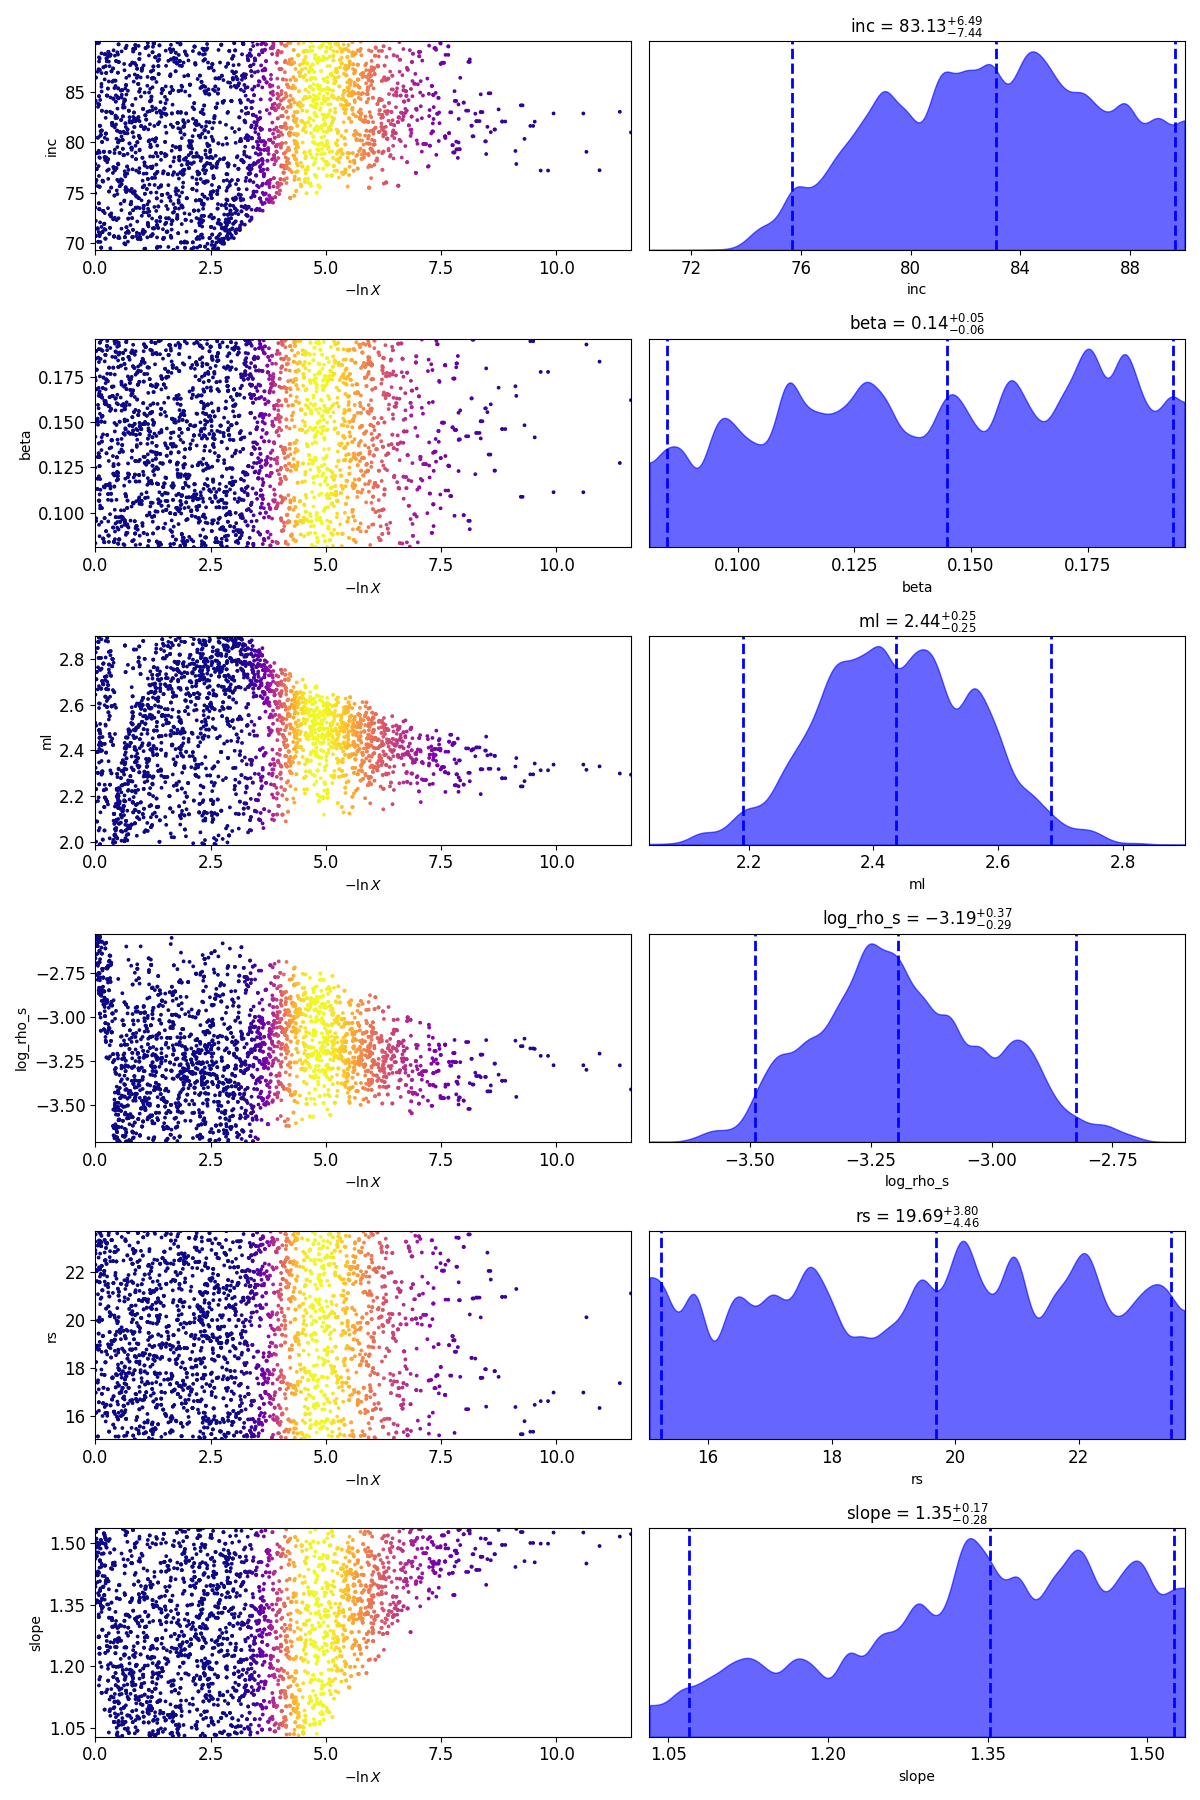 inc = 83.13 +6.49 −7.44
85
80
75
70
inc
0.0 2.5 5.0 7.5 10.0
−ln X
72 76 80 84 88
inc
beta = 0.14 +0.05 −0.06
0.175
0.150
0.125
0.100
beta
0.0 2.5 5.0 7.5 10.0
−ln X
0.100 0.125 0.150 0.175
beta
ml = 2.44 +0.25 −0.25
2.8
2.6
2.4
2.2
2.0
ml
0.0 2.5 5.0 7.5 10.0
−ln X
2.2 2.4 2.6 2.8
ml
log_rho_s = −3.19 +0.37 −0.29
−2.75
−3.00
−3.25
−3.50
log_rho_s
0.0 2.5 5.0 7.5 10.0
−ln X
−3.50 −3.25 −3.00 −2.75
log_rho_s
rs = 19.69 +3.80 −4.46
22
20
18
16
rs
0.0 2.5 5.0 7.5 10.0
−ln X
16 18 20 22
rs
slope = 1.35 +0.17 −0.28
1.50
1.35
1.20
1.05
slope
0.0 2.5 5.0 7.5 10.0
−ln X
1.05 1.20 1.35 1.50
slope